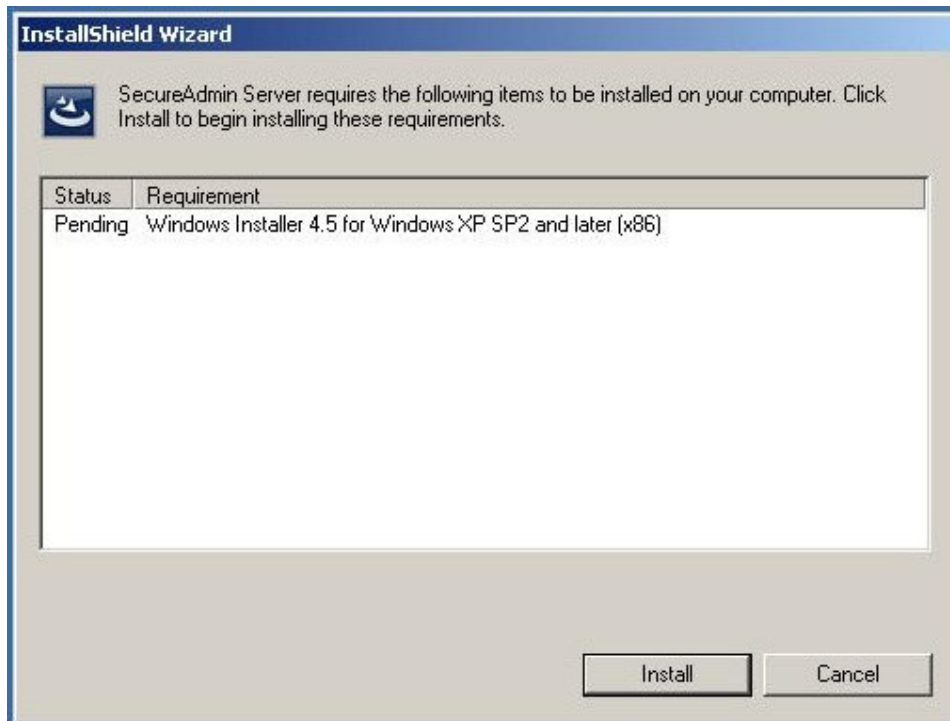 InstallShield Wizard
SecureAdmin Server requires the following items to be installed on your computer. Click
Install to begin installing these requirements.
Status Requirement
Pending Windows Installer 4.5 for Windows XP SP2 and later (x86)
Install Cancel